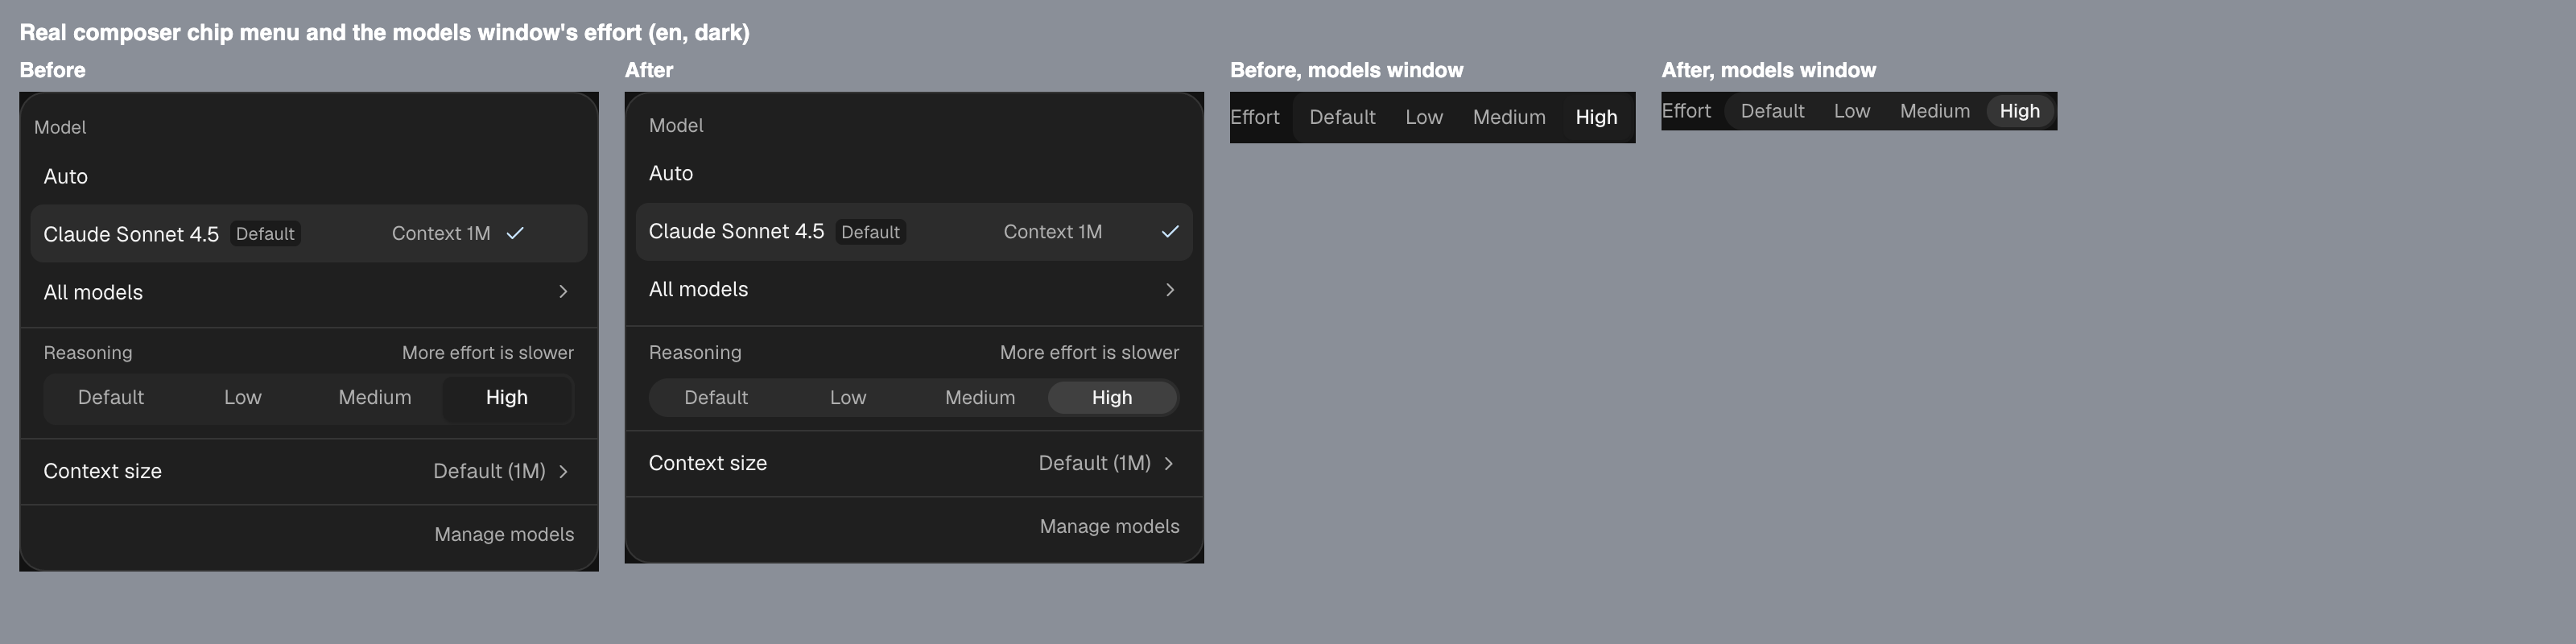 Real composer chip menu and the models window's effort (en, dark)
Before
Model
Auto
Claude Sonnet 4.5 Default Context 1M
All models
Reasoning More effort is slower
Default Low Medium High
Context size Default (1M)
Manage models
After
Model
Auto
Claude Sonnet 4.5 Default Context 1M
All models
Reasoning More effort is slower
Default Low Medium High
Context size Default (1M)
Manage models
Before, models window
Effort Default Low Medium High
After, models window
Effort Default Low Medium High